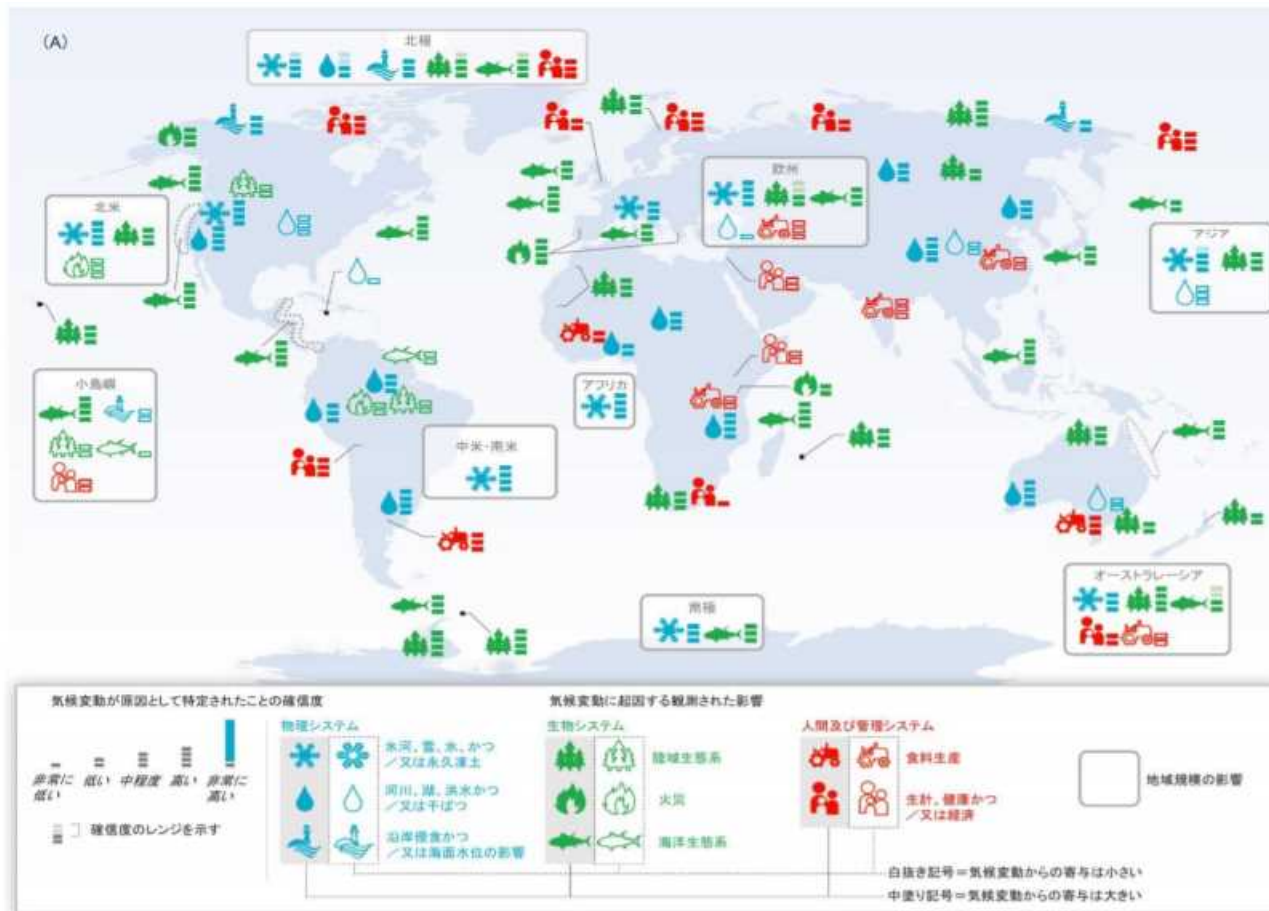 (A)
北極
欧州
北米
アジア
小島嶼
アフリカ
中米・南米
オーストラレーシア
南極
気候変動が原因として特定されたことの確信度
気候変動に起因する観測された影響
物理システム
生物システム
人間及び管理システム
氷河、雪、氷、かつ
／又は永久凍土
陸域生態系
食料生産
地域規模の影響
非常に
低い
低い
中程度
高い
非常に
高い
河川、湖、洪水かつ
／又は干ばつ
火災
生計、健康かつ
／又は経済
確信度のレンジを示す
沿岸侵食かつ
／又は海面水位の影響
海洋生態系
白抜き記号＝気候変動からの寄与は小さい
中塗り記号＝気候変動からの寄与は大きい